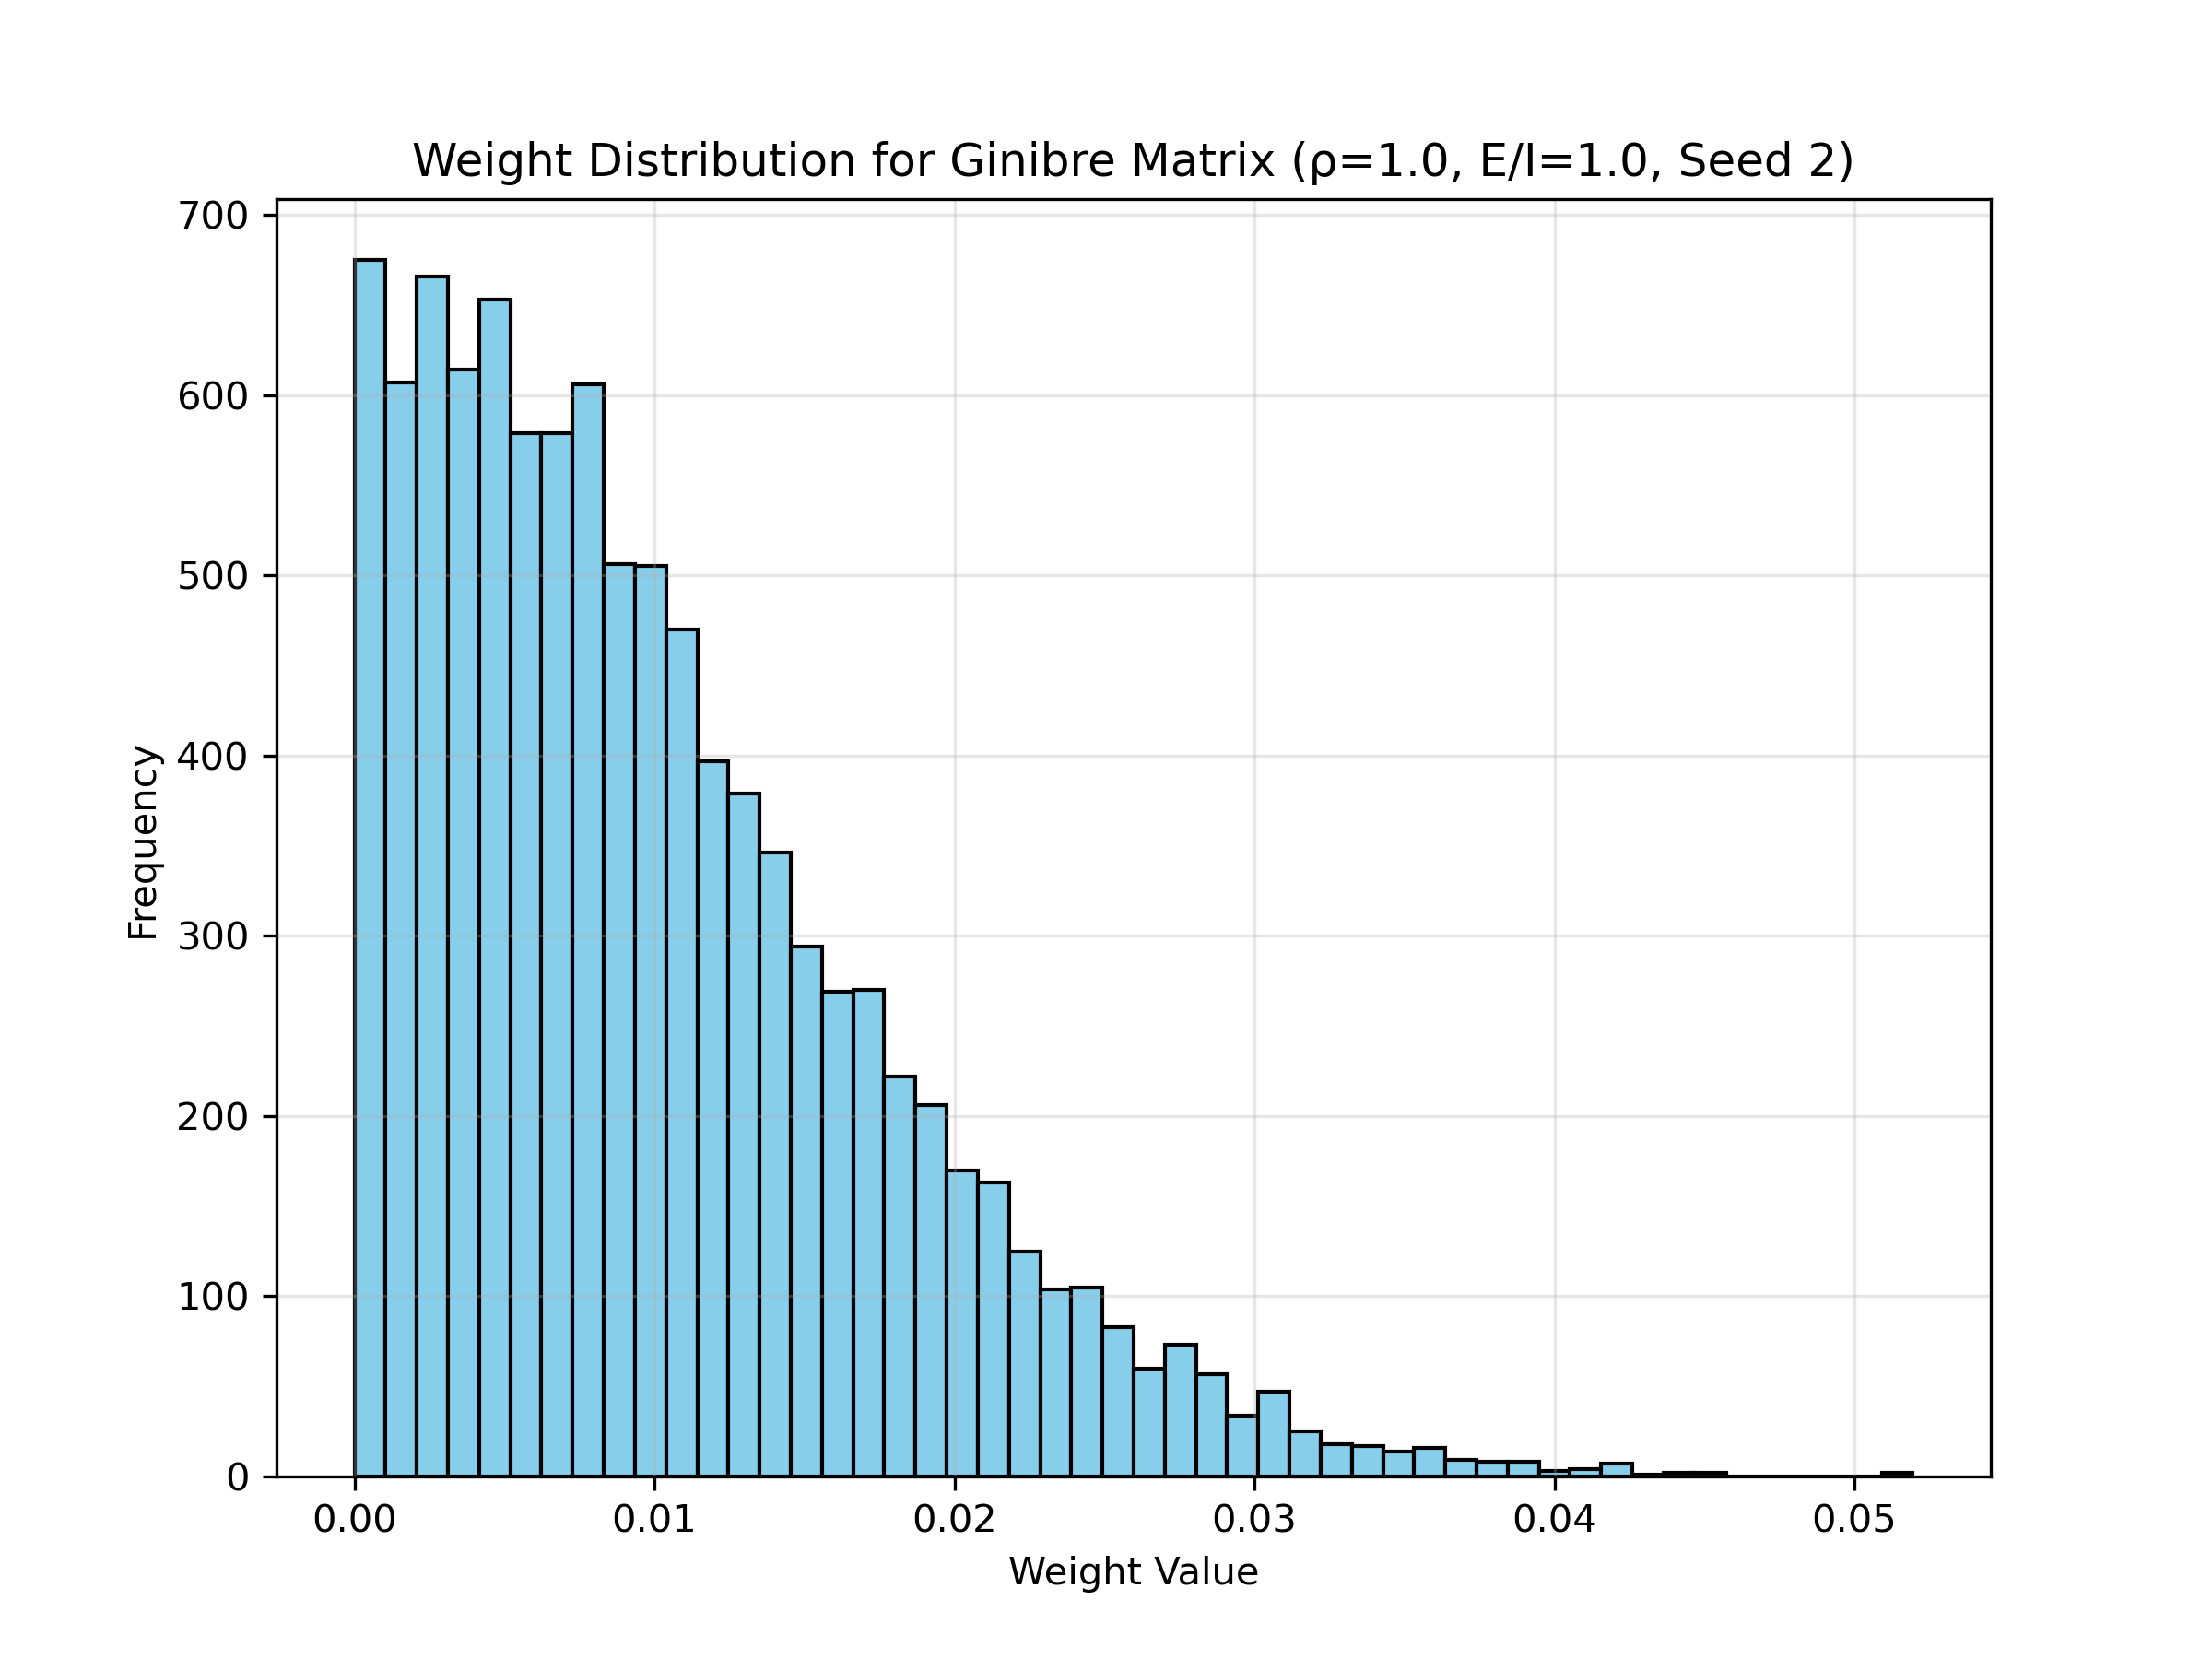 Weight Distribution for Ginibre Matrix (ρ=1.0, E/I=1.0, Seed 2)
700
600
500
400
300
200
100
0
Frequency
0.00 0.01 0.02 0.03 0.04 0.05
Weight Value